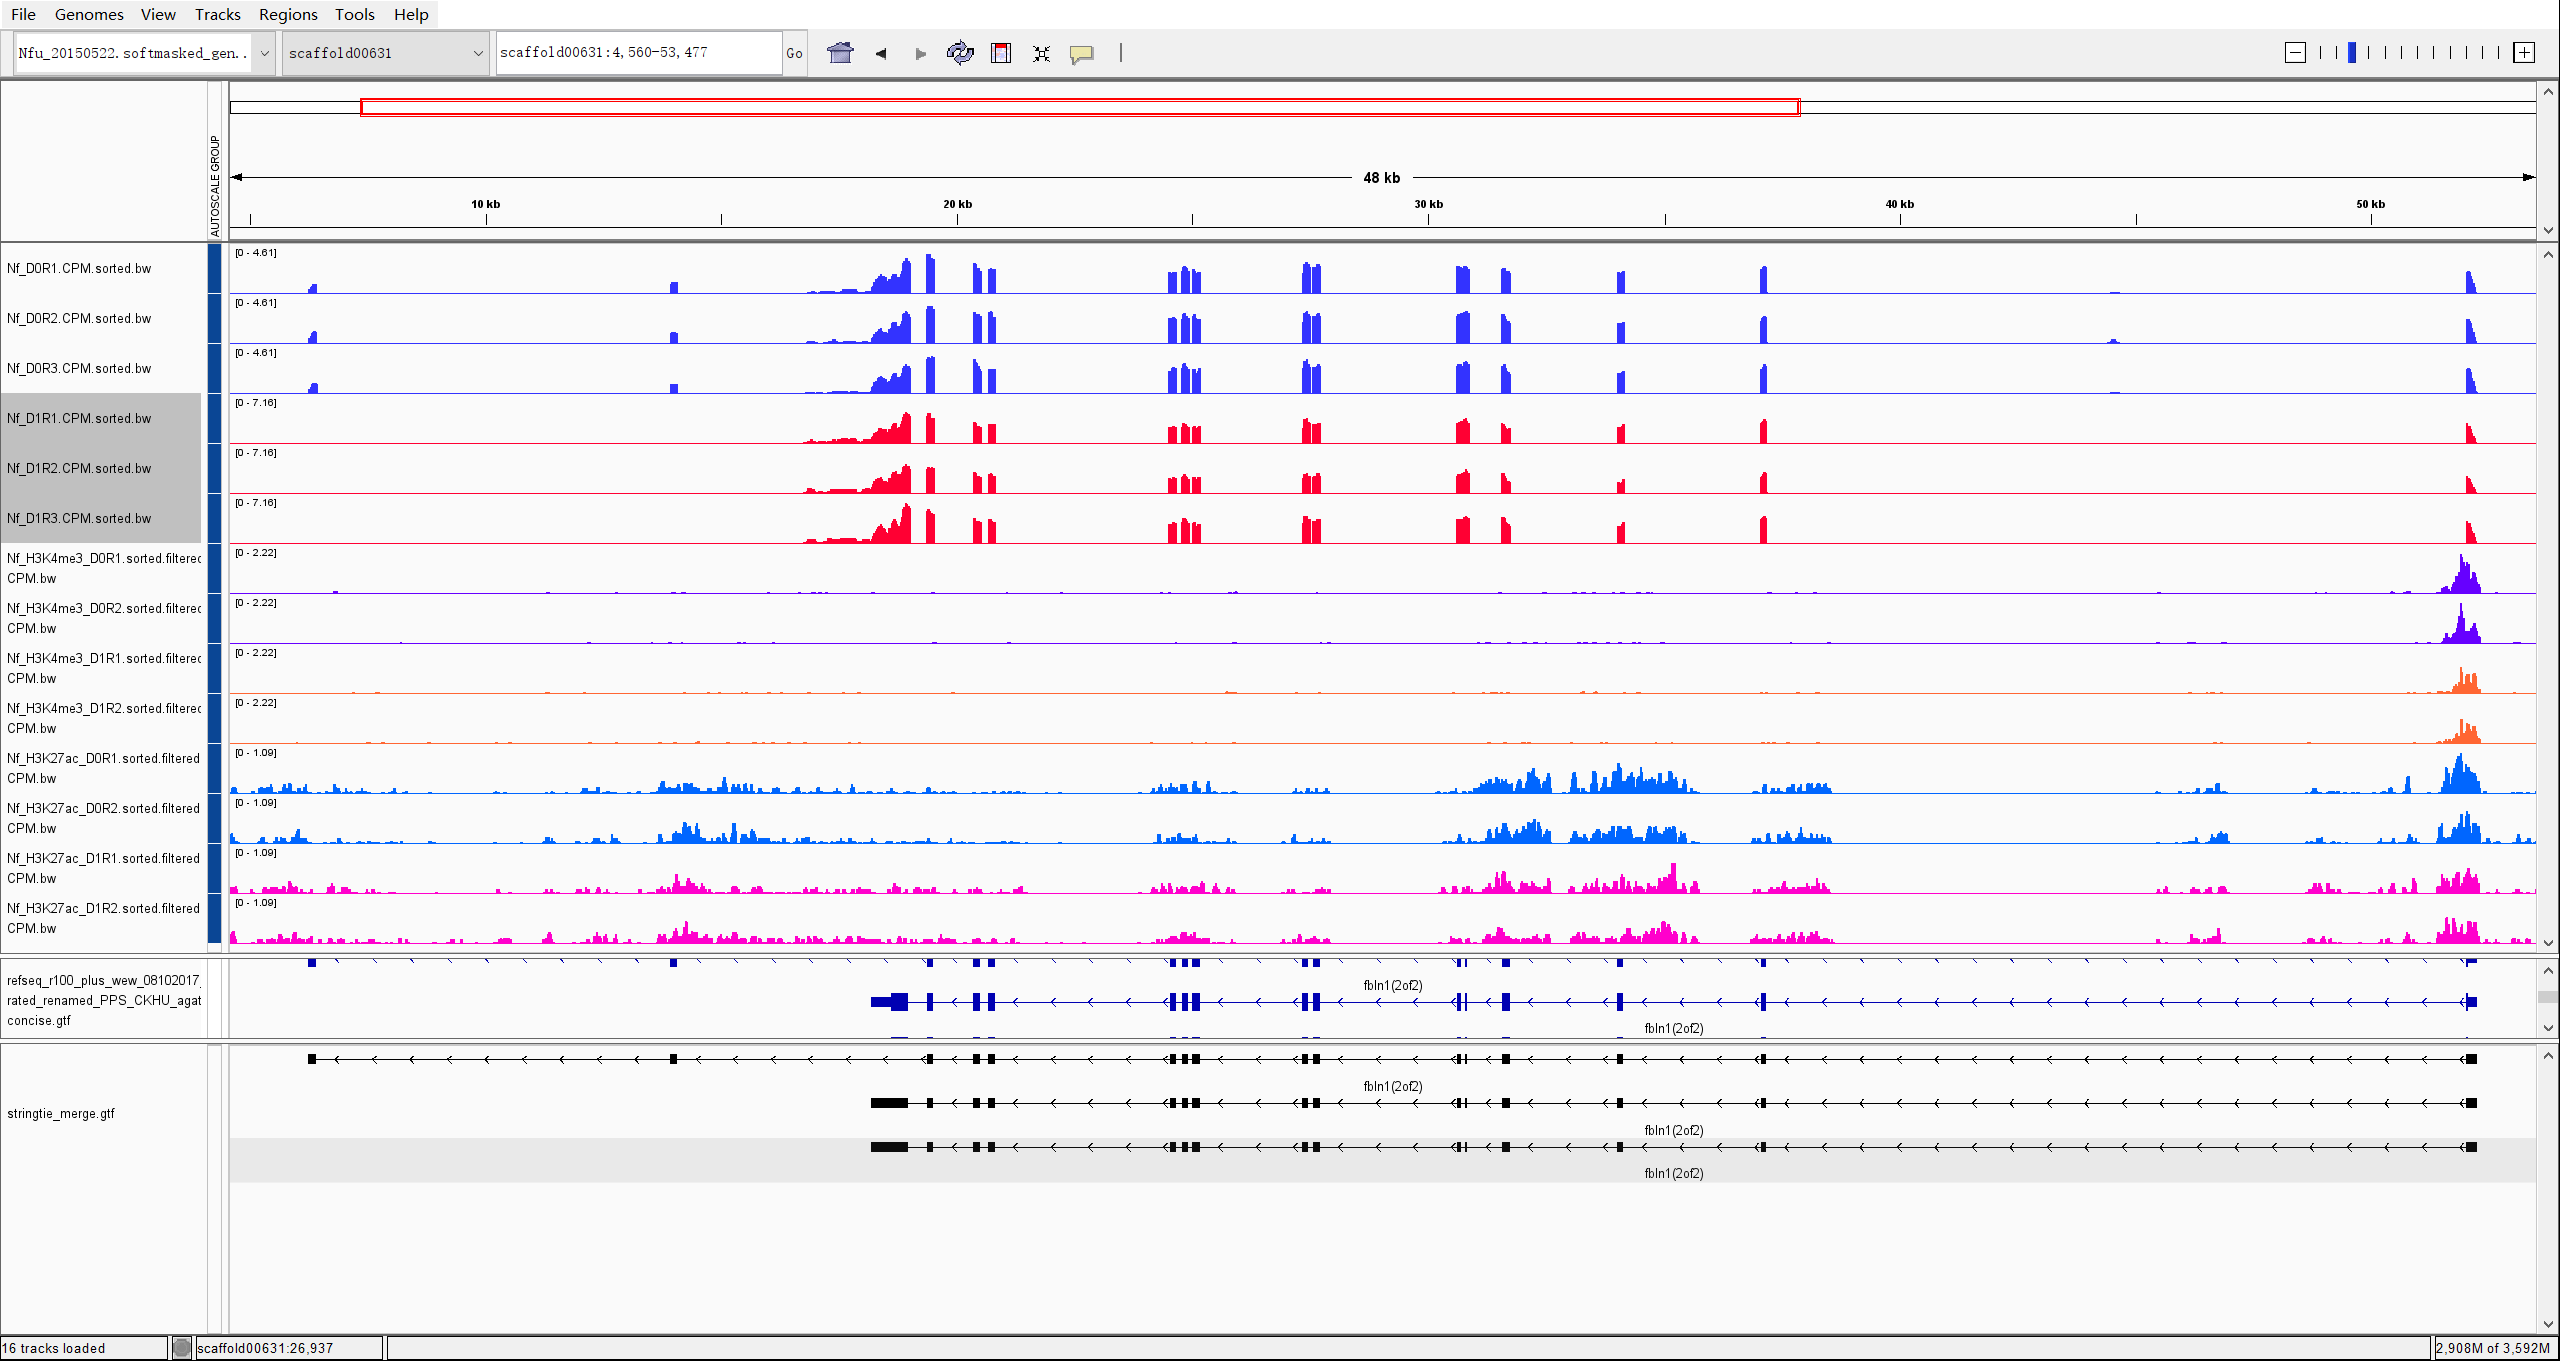 File Genomes View Tracks Regions Tools Help
Nfu_20150522.softmasked_gen.. scaffold00631 scaffold00631:4,560-53,477 Go
AUTOSCALE GROUP
48 kb
10 kb 20 kb 30 kb 40 kb 50 kb
Nf_D0R1.CPM.sorted.bw [0 - 4.61]
Nf_D0R2.CPM.sorted.bw [0 - 4.61]
Nf_D0R3.CPM.sorted.bw [0 - 4.61]
Nf_D1R1.CPM.sorted.bw [0 - 7.16]
Nf_D1R2.CPM.sorted.bw [0 - 7.16]
Nf_D1R3.CPM.sorted.bw [0 - 7.16]
Nf_H3K4me3_D0R1.sorted.filtered [0 - 2.22]
CPM.bw
Nf_H3K4me3_D0R2.sorted.filtered [0 - 2.22]
CPM.bw
Nf_H3K4me3_D1R1.sorted.filtered [0 - 2.22]
CPM.bw
Nf_H3K4me3_D1R2.sorted.filtered [0 - 2.22]
CPM.bw
Nf_H3K27ac_D0R1.sorted.filtered [0 - 1.09]
CPM.bw
Nf_H3K27ac_D0R2.sorted.filtered [0 - 1.09]
CPM.bw
Nf_H3K27ac_D1R1.sorted.filtered [0 - 1.09]
CPM.bw
Nf_H3K27ac_D1R2.sorted.filtered [0 - 1.09]
CPM.bw
refseq_r100_plus_wew_08102017_
rated_renamed_PPS_CKHU_agat
concise.gtf
fbln1(2of2)
fbln1(2of2)
stringtie_merge.gtf
fbln1(2of2)
fbln1(2of2)
fbln1(2of2)
16 tracks loaded scaffold00631:26,937 2,908M of 3,592M